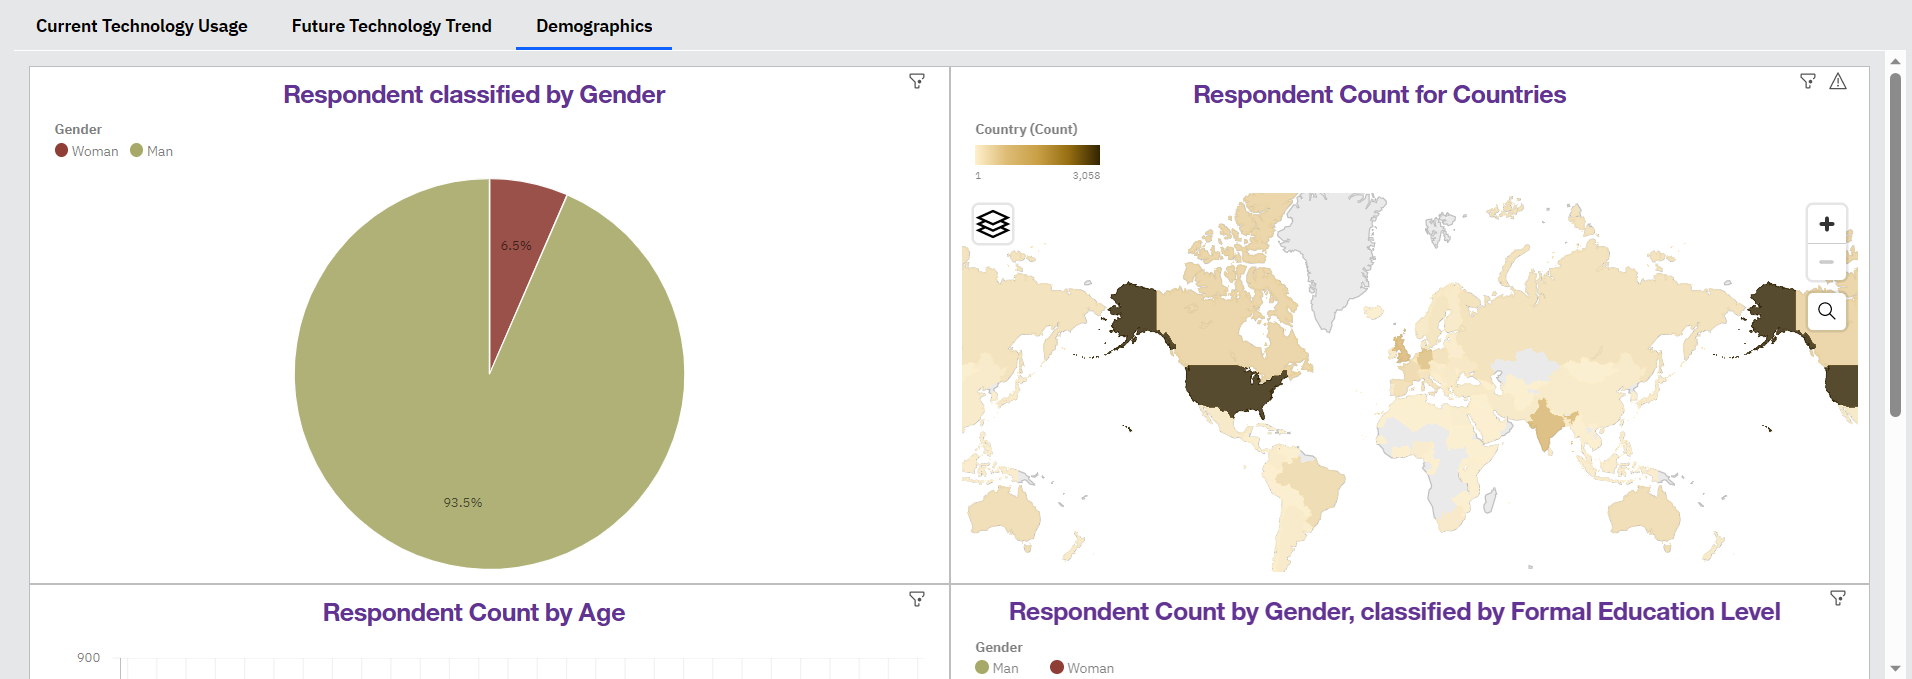 Current Technology Usage
Future Technology Trend
Demographics
Respondent classified by Gender
Gender
Woman
Man
6.5%
93.5%
Respondent Count for Countries
Country (Count)
1
3,058
Respondent Count by Age
900
Respondent Count by Gender, classified by Formal Education Level
Gender
Man
Woman